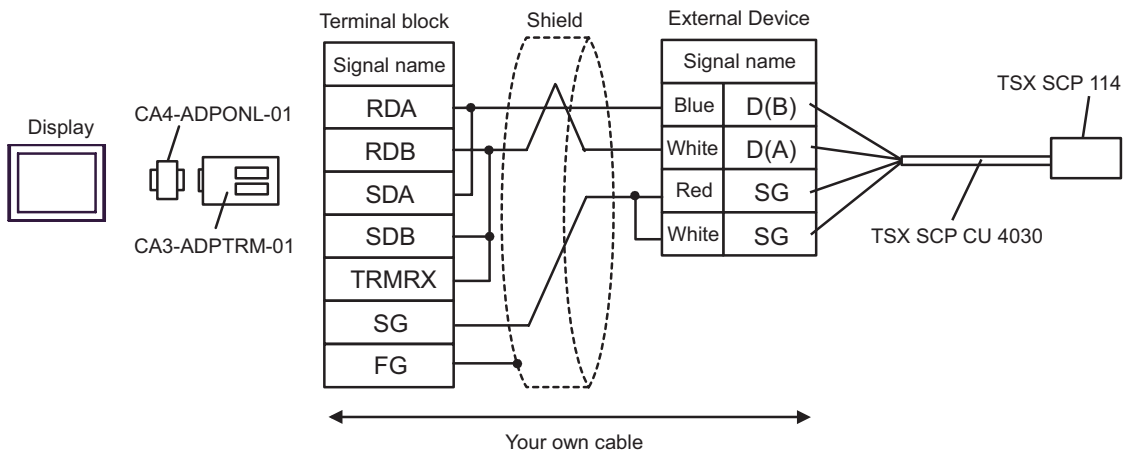 Terminal block
Shield
External Device
Signal name
Signal name
TSX SCP 114
RDA
Blue
D(B)
CA4-ADPONL-01
Display
RDB
White
D(A)
SDA
Red
SG
CA3-ADPTRM-01
SDB
White
SG
TSX SCP CU 4030
TRMRX
SG
FG
Your own cable